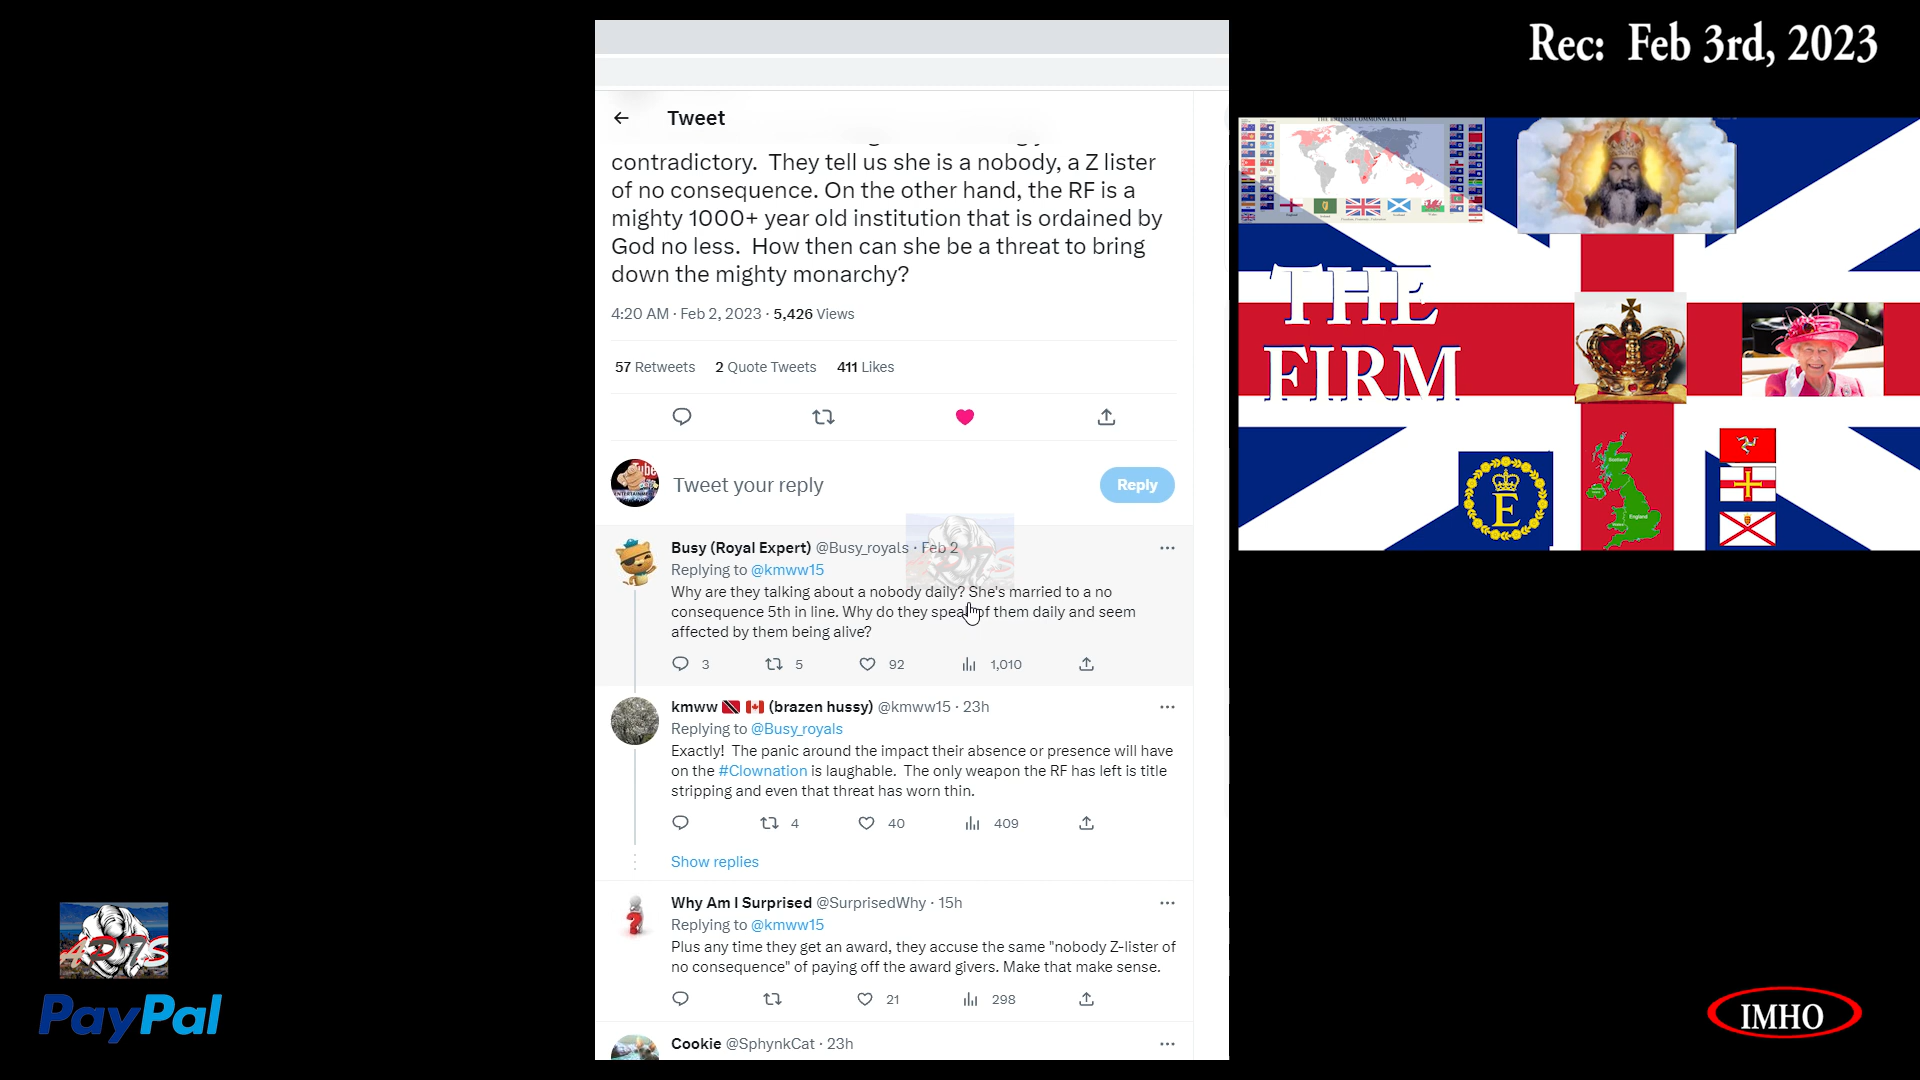 Rec: Feb 3rd, 2023
Tweet
contradictory. They tell us she is a nobody, a Z lister
of no consequence. On the other hand, the RF is a
mighty 1000+ year old institution that is ordained by
God no less. How then can she be a threat to bring
down the mighty monarchy?
4:20 AM · Feb 2, 2023 · 5,426 Views
57 Retweets 2 Quote Tweets 411 Likes
Tweet your reply
Reply
Busy (Royal Expert) @Busy_royals · Feb 2
Replying to @kmww15
Why are they talking about a nobody daily? She's married to a no
consequence 5th in line. Why do they speak of them daily and seem
affected by them being alive?
3 5 92 1,010
kmww (brazen hussy) @kmww15 · 23h
Replying to @Busy_royals
Exactly! The panic around the impact their absence or presence will have
on the #Clownation is laughable. The only weapon the RF has left is title
stripping and even that threat has worn thin.
4 40 409
Show replies
Why Am I Surprised @SurprisedWhy · 15h
Replying to @kmww15
Plus any time they get an award, they accuse the same "nobody Z-lister of
no consequence" of paying off the award givers. Make that make sense.
21 298
Cookie @SphynkCat · 23h
THE BRITISH COMMONWEALTH
THE
FIRM
E
Scotland
England
PayPal
IMHO